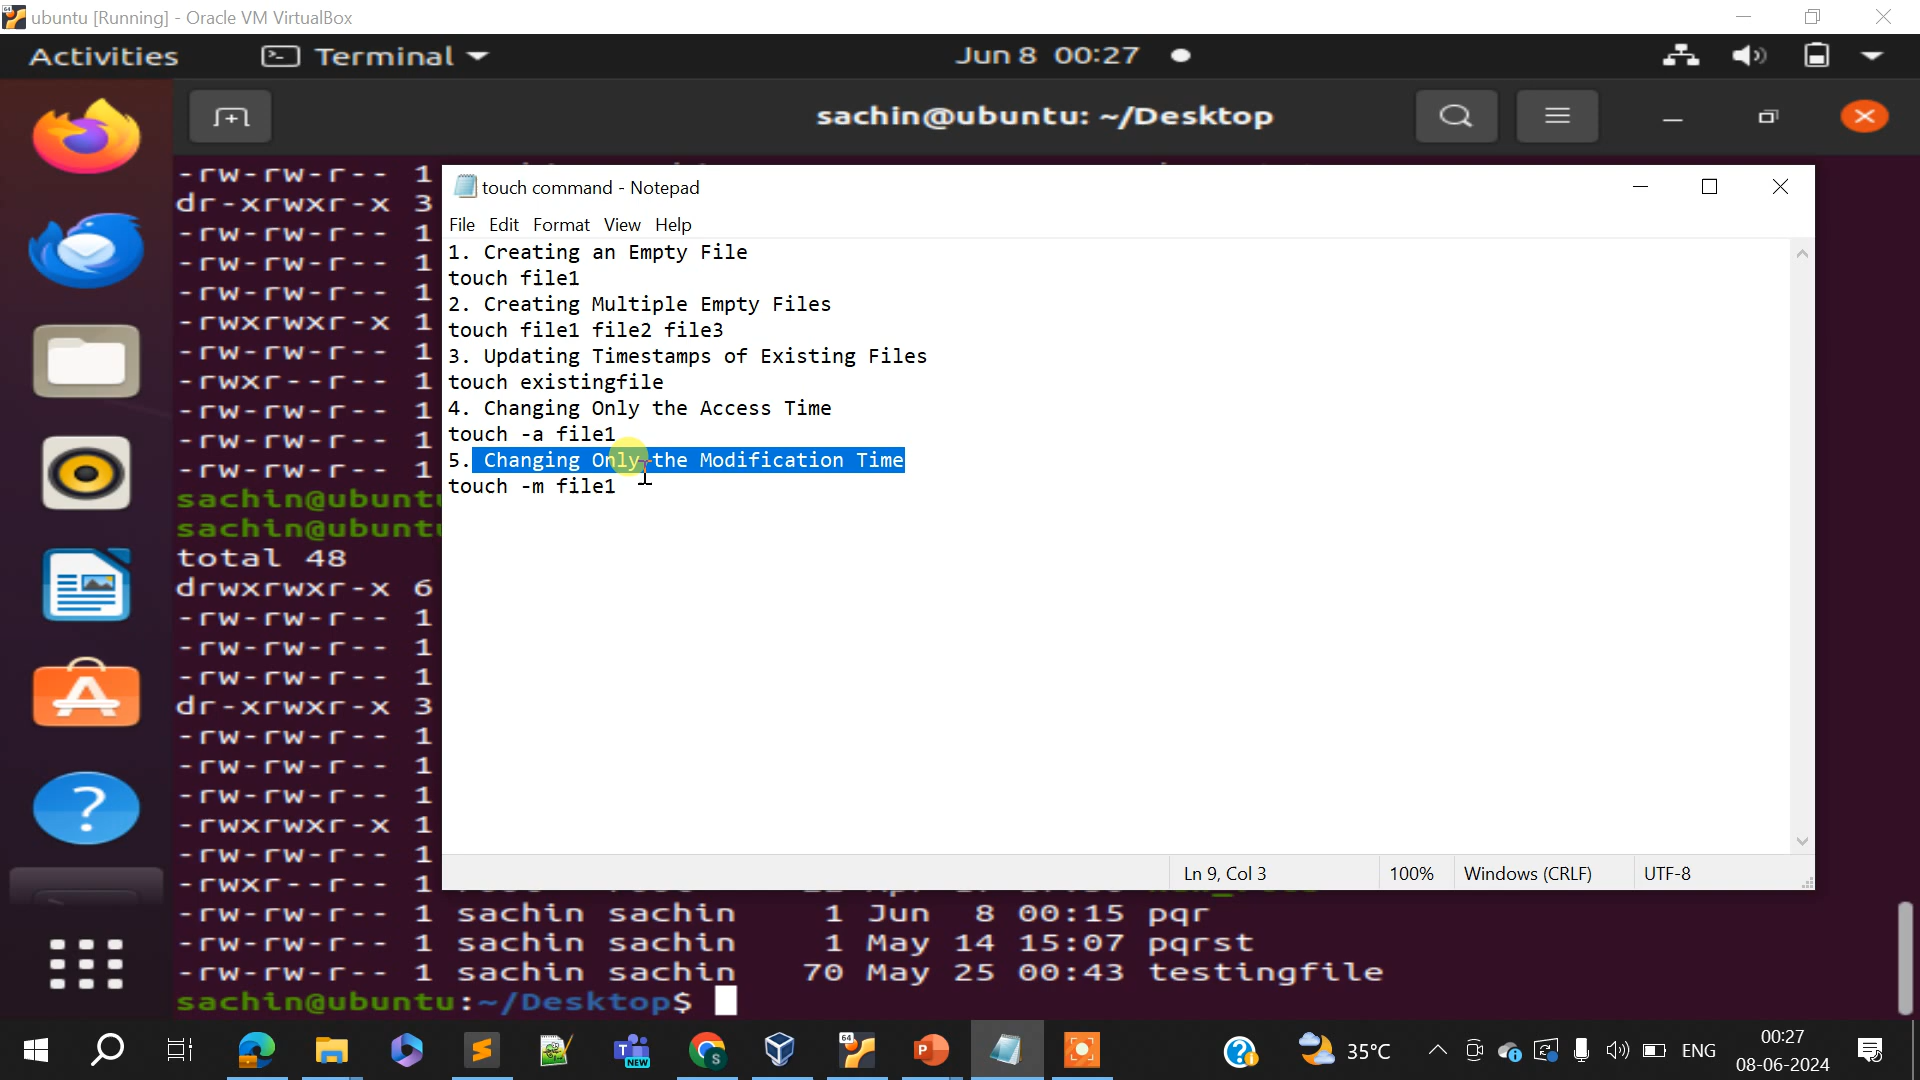 ubuntu [Running] - Oracle VM VirtualBox
Activities
Terminal
Jun 8 00:27
sachin@ubuntu: ~/Desktop
-rw-rw-r-- 1
dr-xrwxr-x 3
-rw-rw-r-- 1
-rw-rw-r-- 1
-rw-rw-r-- 1
-rwxrwxr-x 1
-rw-rw-r-- 1
-rwxr--r-- 1
-rw-rw-r-- 1
-rw-rw-r-- 1
-rw-rw-r-- 1
sachin@ubuntu
sachin@ubuntu
total 48
drwxrwxr-x 6
-rw-rw-r-- 1
-rw-rw-r-- 1
-rw-rw-r-- 1
dr-xrwxr-x 3
-rw-rw-r-- 1
-rw-rw-r-- 1
-rw-rw-r-- 1
-rwxrwxr-x 1
-rw-rw-r-- 1
-rwxr--r-- 1
-rw-rw-r-- 1 sachin sachin 1 Jun 8 00:15 pqr
-rw-rw-r-- 1 sachin sachin 1 May 14 15:07 pqrst
-rw-rw-r-- 1 sachin sachin 70 May 25 00:43 testingfile
sachin@ubuntu:~/Desktop$
touch command - Notepad
File Edit Format View Help
1. Creating an Empty File
touch file1
2. Creating Multiple Empty Files
touch file1 file2 file3
3. Updating Timestamps of Existing Files
touch existingfile
4. Changing Only the Access Time
touch -a file1
5. Changing Only the Modification Time
touch -m file1
Ln 9, Col 3
100%
Windows (CRLF)
UTF-8
NEW
64
35°C
ENG
00:27
08-06-2024